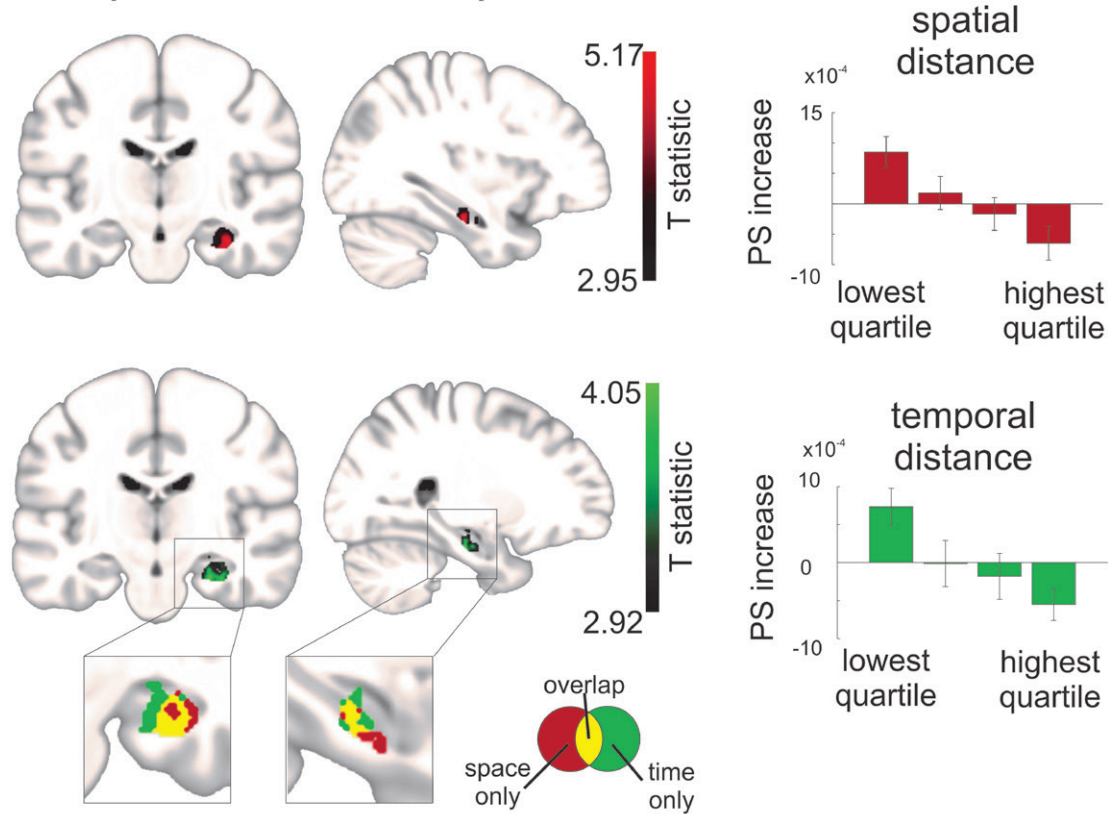 5.17
T statistic
2.95
spatial
distance
x10-4
15
PS increase
-10
lowest
quartile
highest
quartile
4.05
T statistic
2.92
temporal
distance
x10-4
10
0
PS increase
-10
lowest
quartile
highest
quartile
overlap
space
only
time
only